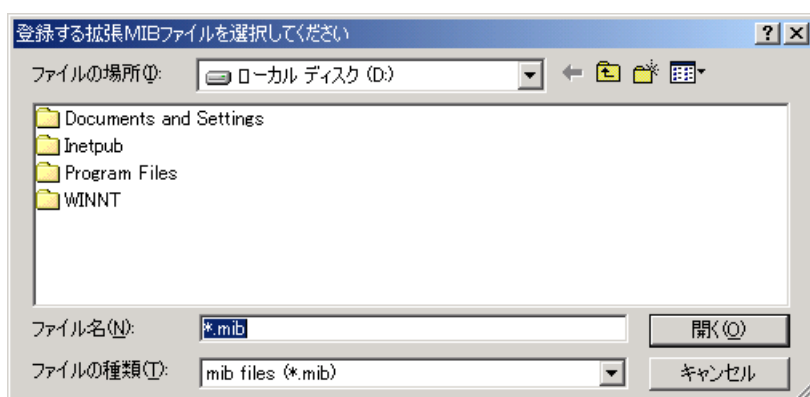 登録する拡張MIBファイルを選択してください
ファイルの場所(I): ローカル ディスク (D:)
Documents and Settings
Inetpub
Program Files
WINNT
ファイル名(N): *.mib 開く(O)
ファイルの種類(T): mib files (*.mib) キャンセル